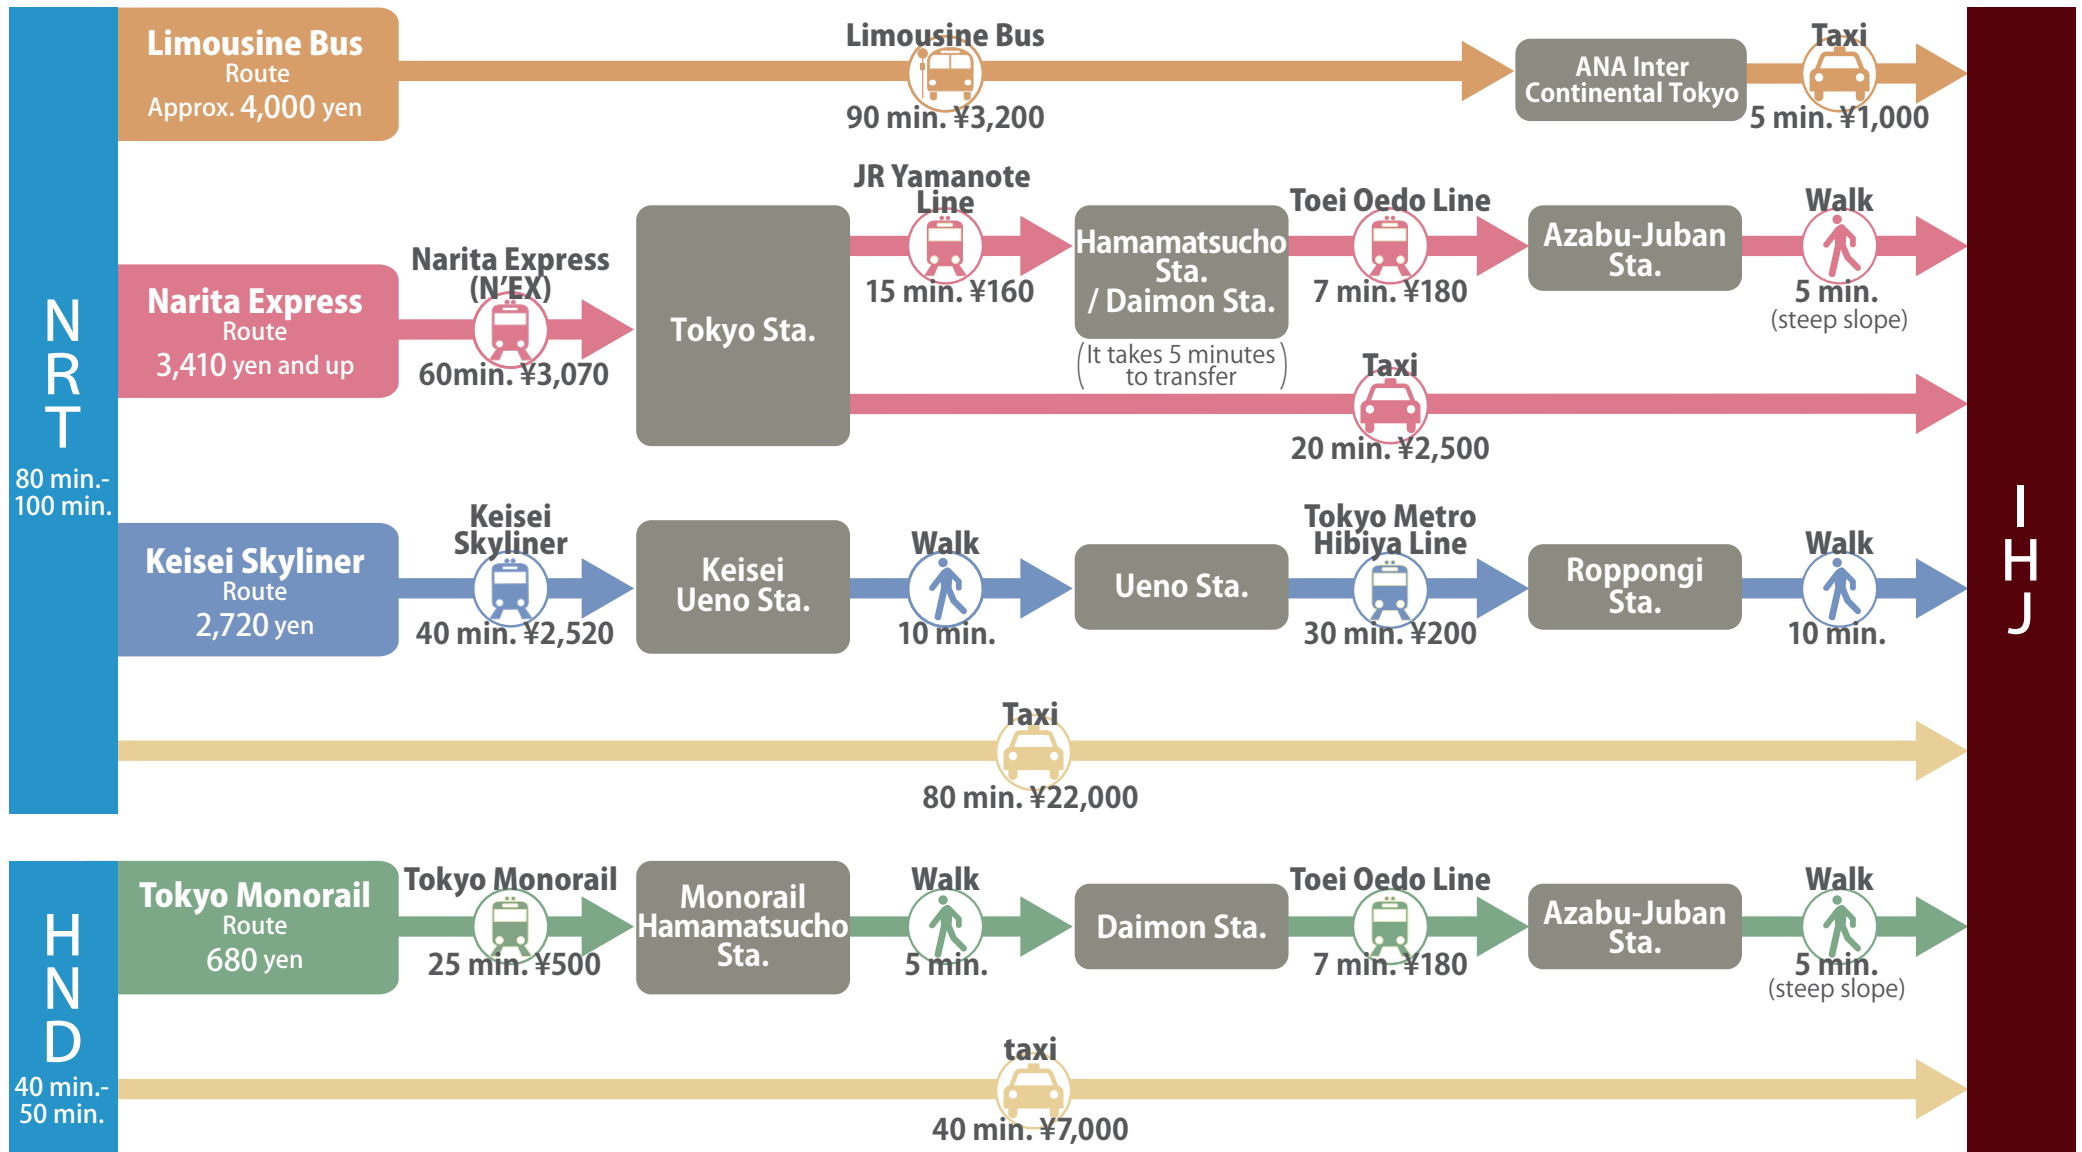 N
R
T
80 min.-
100 min.
Limousine Bus
Route
Approx. 4,000 yen
Limousine Bus
90 min. ¥3,200
ANA Inter
Continental Tokyo
Taxi
5 min. ¥1,000
Narita Express
Route
3,410 yen and up
Narita Express
(N'EX)
60min. ¥3,070
Tokyo Sta.
JR Yamanote
Line
15 min. ¥160
Hamamatsucho
Sta.
/ Daimon Sta.
(It takes 5 minutes
to transfer)
Toei Oedo Line
7 min. ¥180
Azabu-Juban
Sta.
Walk
5 min.
(steep slope)
Taxi
20 min. ¥2,500
Keisei Skyliner
Route
2,720 yen
Keisei
Skyliner
40 min. ¥2,520
Keisei
Ueno Sta.
Walk
10 min.
Ueno Sta.
Tokyo Metro
Hibiya Line
30 min. ¥200
Roppongi
Sta.
Walk
10 min.
Taxi
80 min. ¥22,000
H
N
D
40 min.-
50 min.
Tokyo Monorail
Route
680 yen
Tokyo Monorail
25 min. ¥500
Monorail
Hamamatsucho
Sta.
Walk
5 min.
Daimon Sta.
Toei Oedo Line
7 min. ¥180
Azabu-Juban
Sta.
Walk
5 min.
(steep slope)
taxi
40 min. ¥7,000
I
H
J